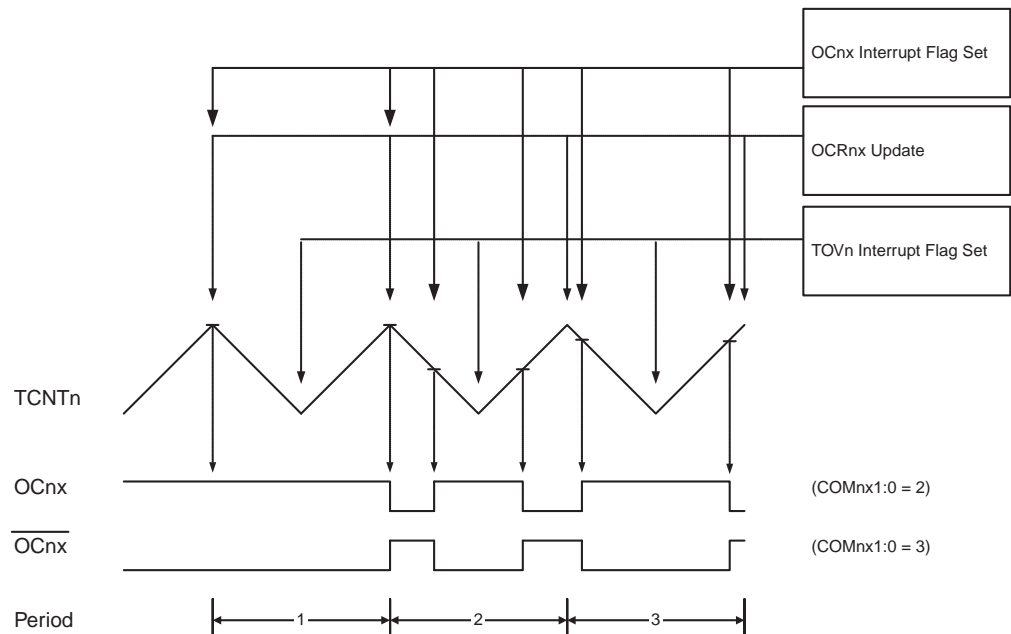 OCnx Interrupt Flag Set
OCRnx Update
TOVn Interrupt Flag Set
TCNTn
OCnx
(COMnx1:0 = 2)
OCnx
(COMnx1:0 = 3)
Period
1
2
3